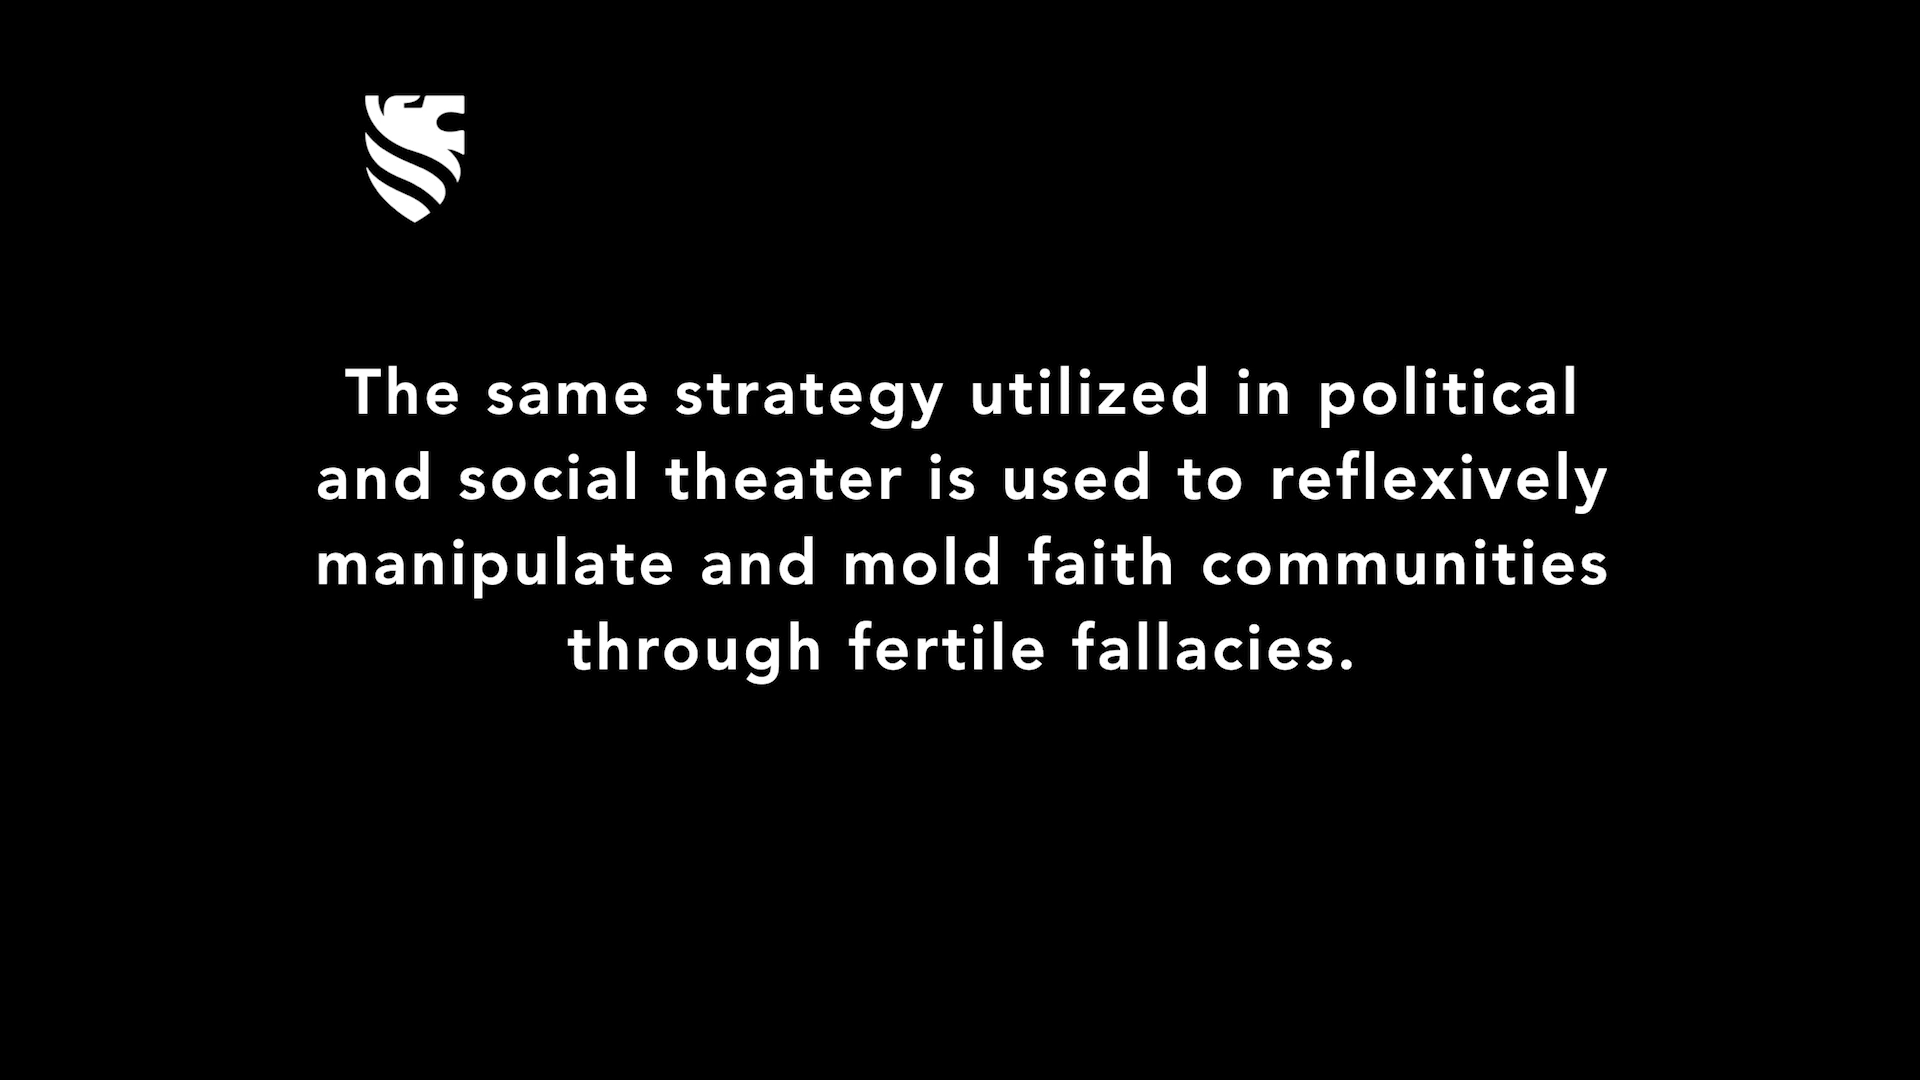 The same strategy utilized in political
and social theater is used to reflexively
manipulate and mold faith communities
through fertile fallacies.